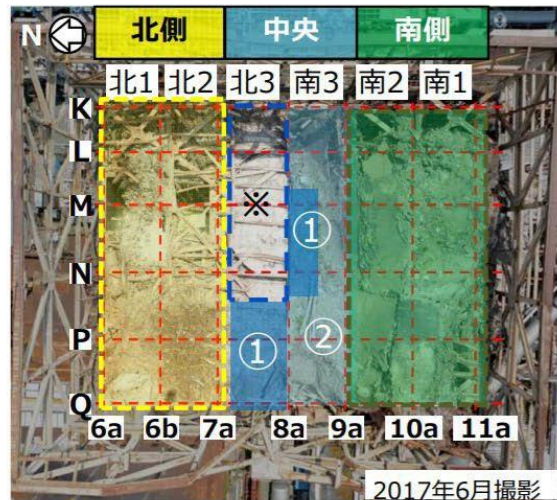 N 北側 中央 南側
北1 北2 北3 南3 南2 南1
K
L
M ※
①
N
P ① ②
Q
6a 6b 7a 8a 9a 10a 11a
2017年6月撮影